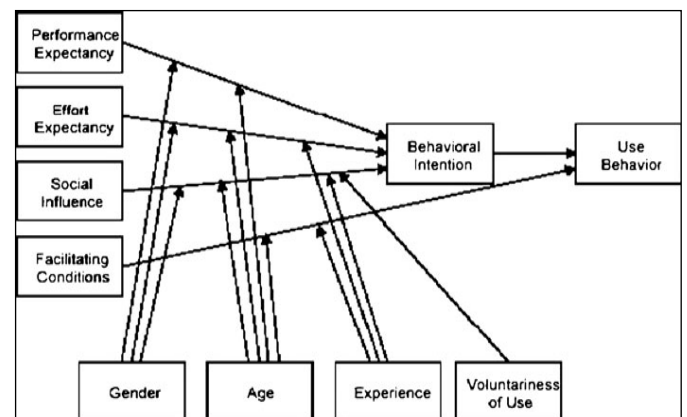 Performance
Expectancy
Effort
Expectancy
Social
Influence
Facilitating
Conditions
Behavioral
Intention
Use
Behavior
Gender
Age
Experience
Voluntariness
of Use